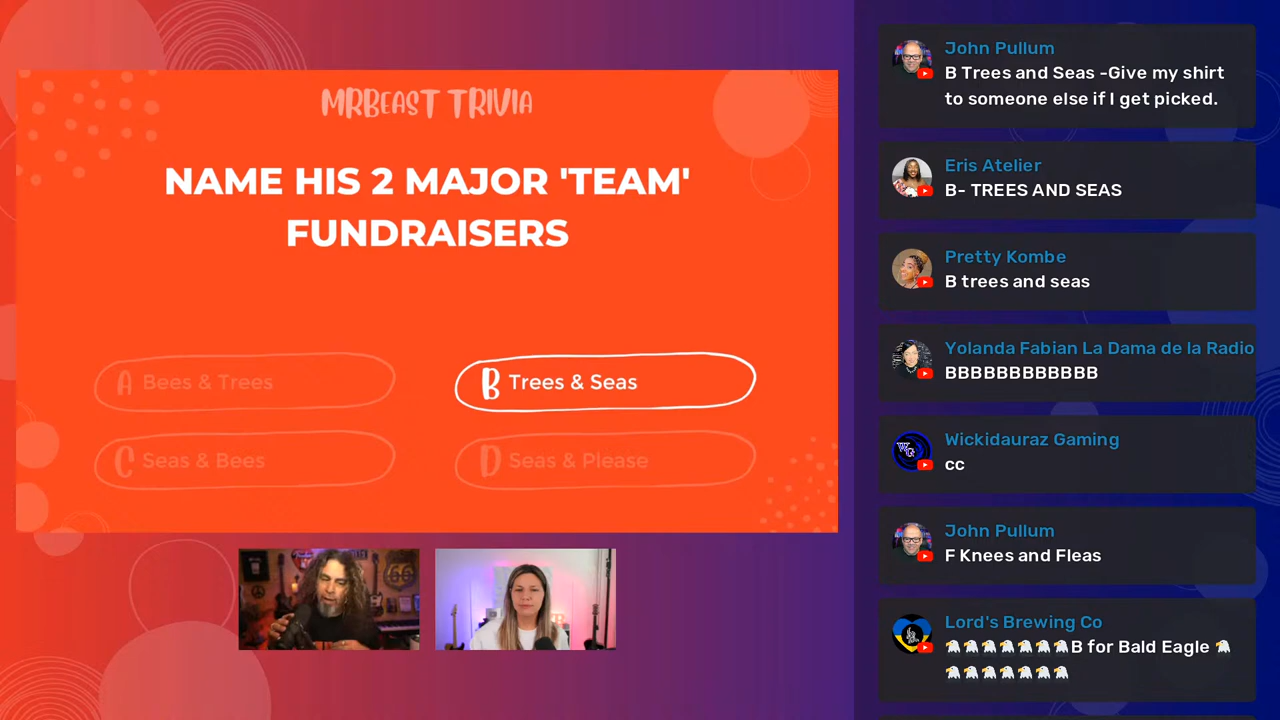 MRBEAST TRIVIA
NAME HIS 2 MAJOR 'TEAM'
FUNDRAISERS
A Bees & Trees
B Trees & Seas
C Seas & Bees
D Seas & Please
John Pullum
B Trees and Seas -Give my shirt
to someone else if I get picked.
Eris Atelier
B- TREES AND SEAS
Pretty Kombe
B trees and seas
Yolanda Fabian La Dama de la Radio
BBBBBBBBBBBB
Wickidauraz Gaming
cc
John Pullum
F Knees and Fleas
Lord's Brewing Co
🦅🦅🦅🦅🦅🦅🦅B for Bald Eagle 🦅
🦅🦅🦅🦅🦅🦅
66